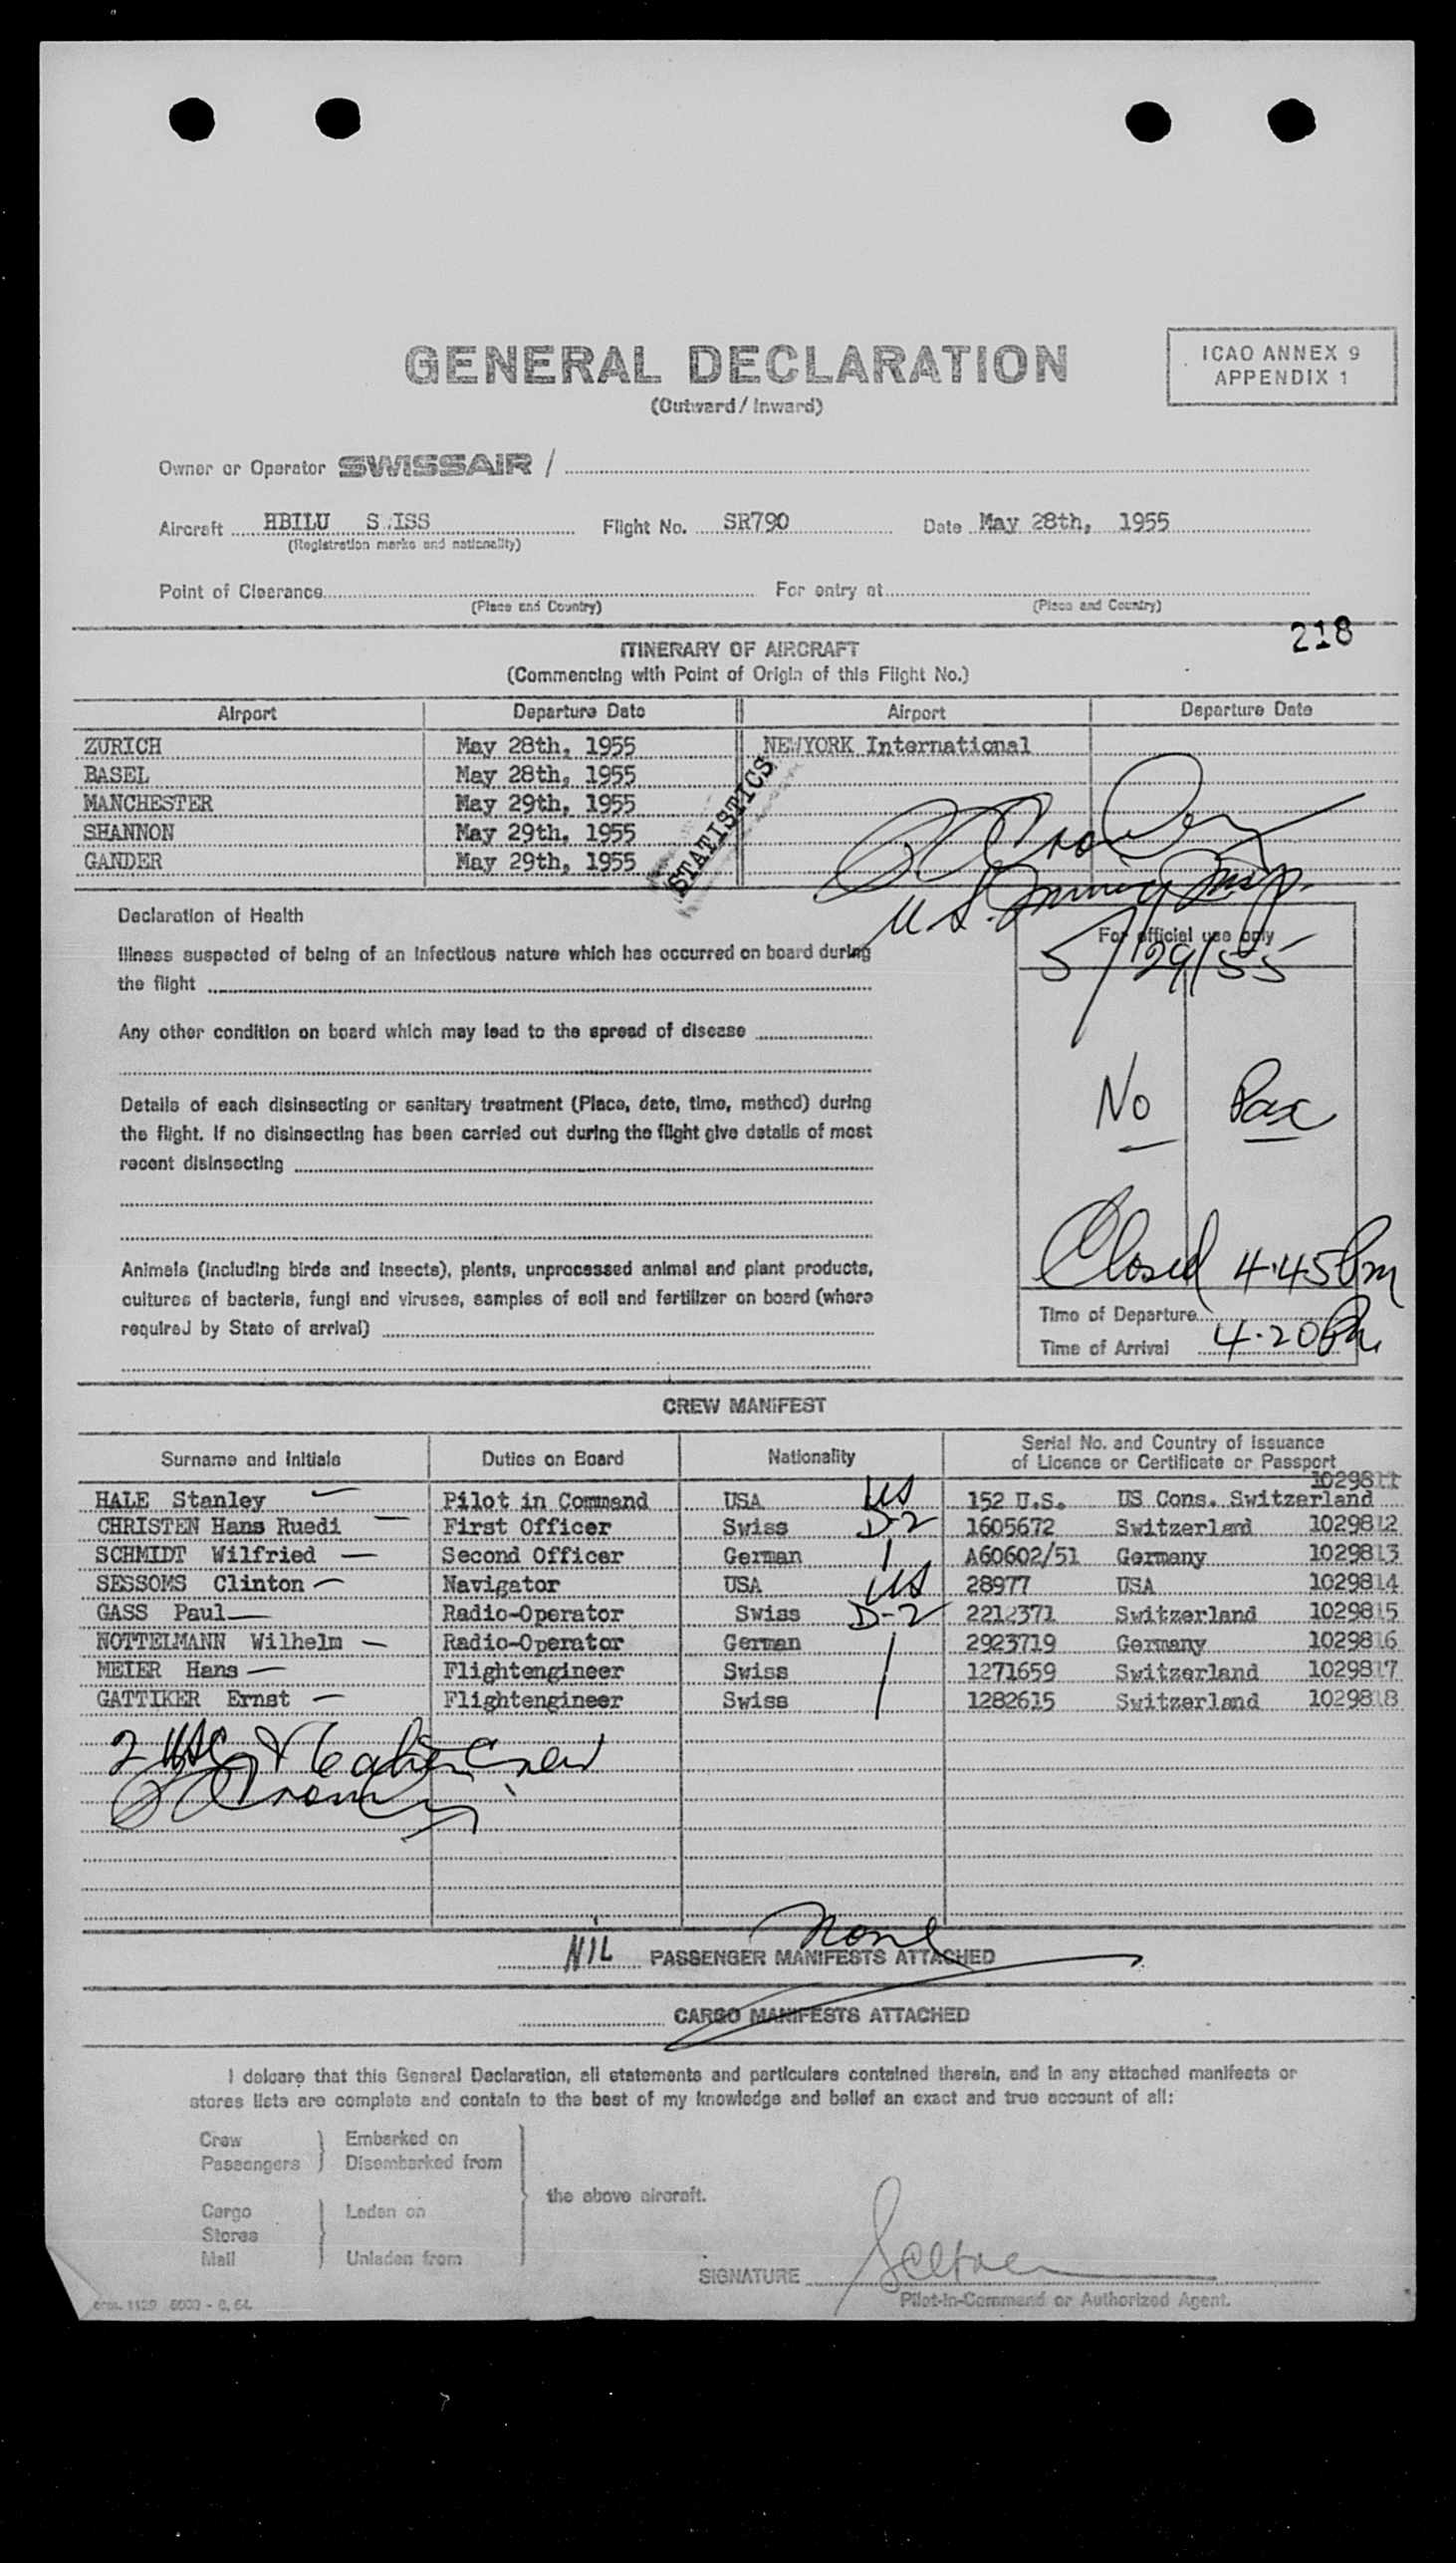 GENERAL DECLARATION
(Outward / Inward)
ICAO ANNEX 9
APPENDIX 1
Owner or Operator SWISSAIR /
Aircraft HBILU S ISS Flight No. SR790 Date May 28th, 1955
(Registration marks and nationality)
Point of Clearance For entry at
(Place and Country) (Place and Country)
218
ITINERARY OF AIRCRAFT
(Commencing with Point of Origin of this Flight No.)
Airport Departure Date Airport Departure Date
ZURICH May 28th, 1955 NEWYORK International
BASEL May 28th, 1955
MANCHESTER May 29th, 1955
SHANNON May 29th, 1955
GANDER May 29th, 1955
STATISTICS
U.S. Immig Insp.
5/29/55
Declaration of Health
For official use only
Illness suspected of being of an infectious nature which has occurred on board during
the flight
Any other condition on board which may lead to the spread of disease
No Pax
Details of each disinsecting or sanitary treatment (Place, date, time, method) during
the flight. If no disinsecting has been carried out during the flight give details of most
recent disinsecting
Closed 4.45 Pm
Animals (including birds and insects), plants, unprocessed animal and plant products,
cultures of bacteria, fungi and viruses, samples of soil and fertilizer on board (where
required by State of arrival)
Time of Departure
Time of Arrival 4.20 Pm
CREW MANIFEST
Surname and Initials Duties on Board Nationality Serial No. and Country of Issuance
of Licence or Certificate or Passport
1029811
HALE Stanley Pilot in Command USA US 152 U.S. US Cons. Switzerland
CHRISTEN Hans Ruedi First Officer Swiss D-2 1605672 Switzerland 1029812
SCHMIDT Wilfried Second Officer German A60602/51 Germany 1029813
SESSOMS Clinton Navigator USA US 28977 USA 1029814
GASS Paul Radio-Operator Swiss D-2 2212371 Switzerland 1029815
NOTTELMANN Wilhelm Radio-Operator German 2923719 Germany 1029816
MEIER Hans Flightengineer Swiss 1271659 Switzerland 1029817
GATTIKER Ernst Flightengineer Swiss 1282615 Switzerland 1029818
2 USC & 6 alien Crew
NIL PASSENGER MANIFESTS ATTACHED None
CARGO MANIFESTS ATTACHED
I delcare that this General Declaration, all statements and particulars contained therein, and in any attached manifests or
stores lists are complete and contain to the best of my knowledge and belief an exact and true account of all:
Crew Embarked on
Passengers Disembarked from
the above aircraft.
Cargo Laden on
Stores
Mail Unladen from
SIGNATURE
Pilot-in-Command or Authorized Agent.